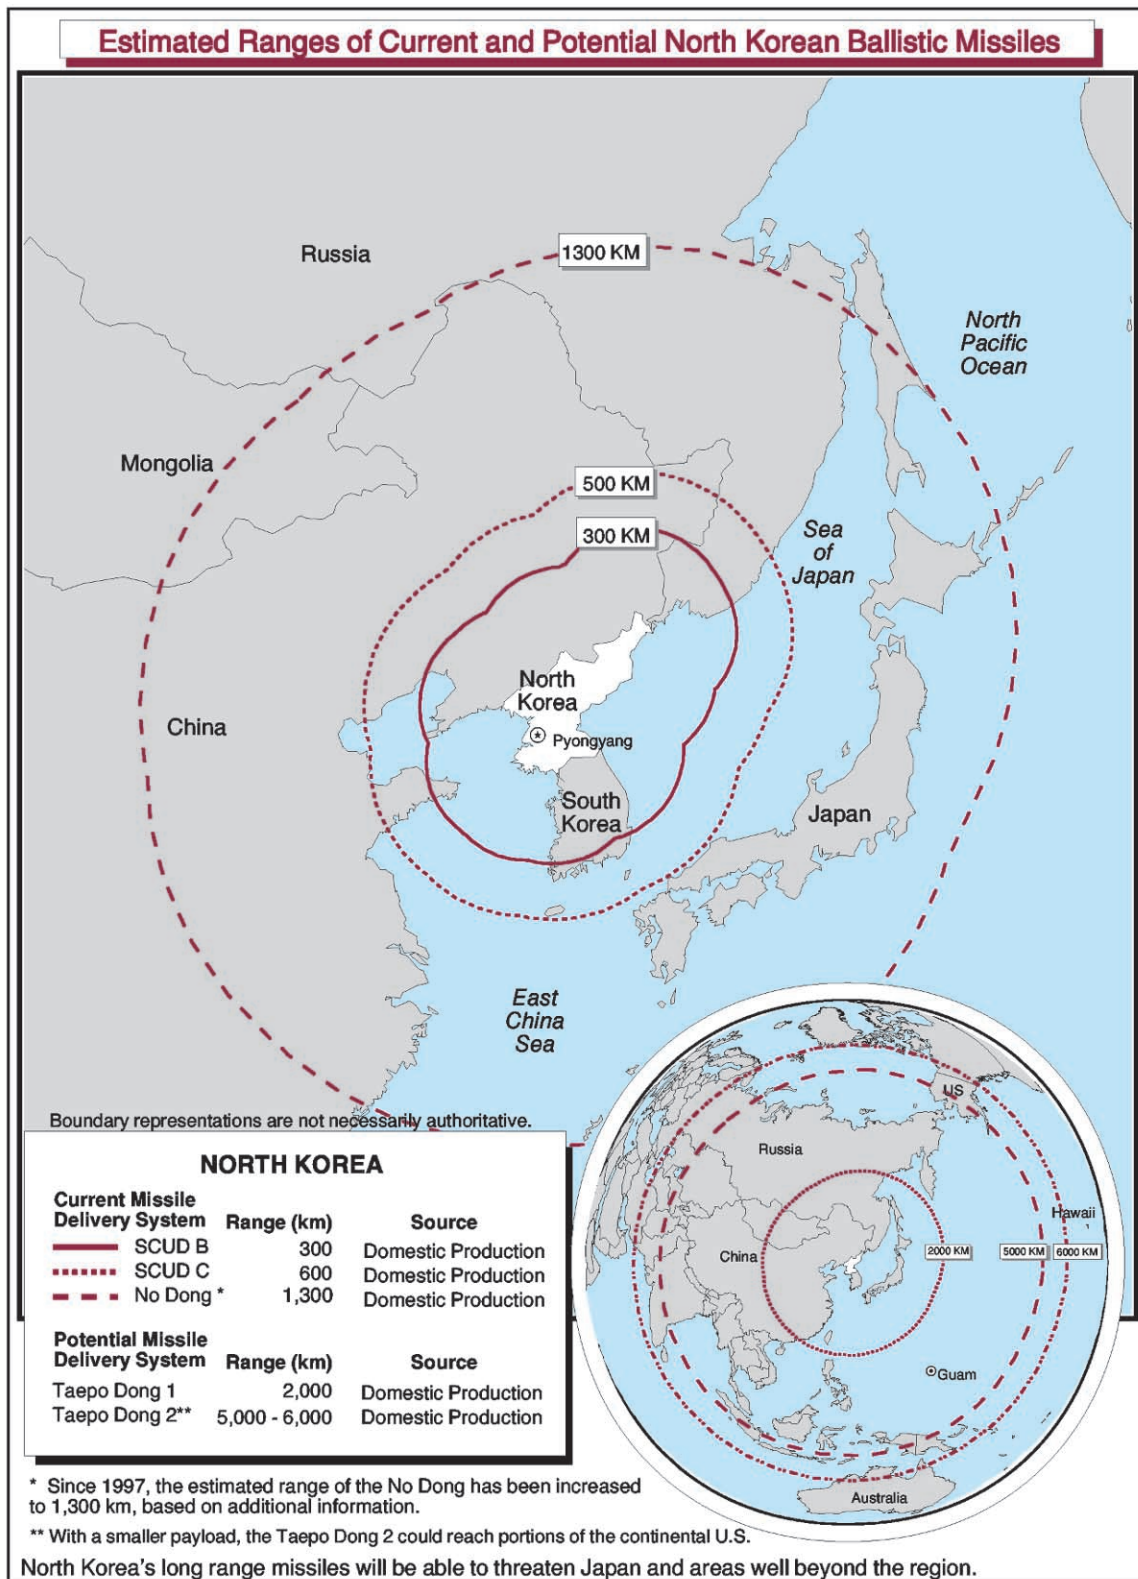 Estimated Ranges of Current and Potential North Korean Ballistic Missiles
1300 KM
Russia
North
Pacific
Ocean
Mongolia
500 KM
300 KM
Sea
of
Japan
North
Korea
China
Pyongyang
South
Korea
Japan
East
China
Sea
Boundary representations are not necessarily authoritative.
US
Russia
Hawaii
China
2000 KM
5000 KM
6000 KM
Guam
Australia
NORTH KOREA
Current Missile
Delivery System Range (km) Source
SCUD B 300 Domestic Production
SCUD C 600 Domestic Production
No Dong * 1,300 Domestic Production
Potential Missile
Delivery System Range (km) Source
Taepo Dong 1 2,000 Domestic Production
Taepo Dong 2** 5,000 - 6,000 Domestic Production
* Since 1997, the estimated range of the No Dong has been increased
to 1,300 km, based on additional information.
** With a smaller payload, the Taepo Dong 2 could reach portions of the continental U.S.
North Korea's long range missiles will be able to threaten Japan and areas well beyond the region.